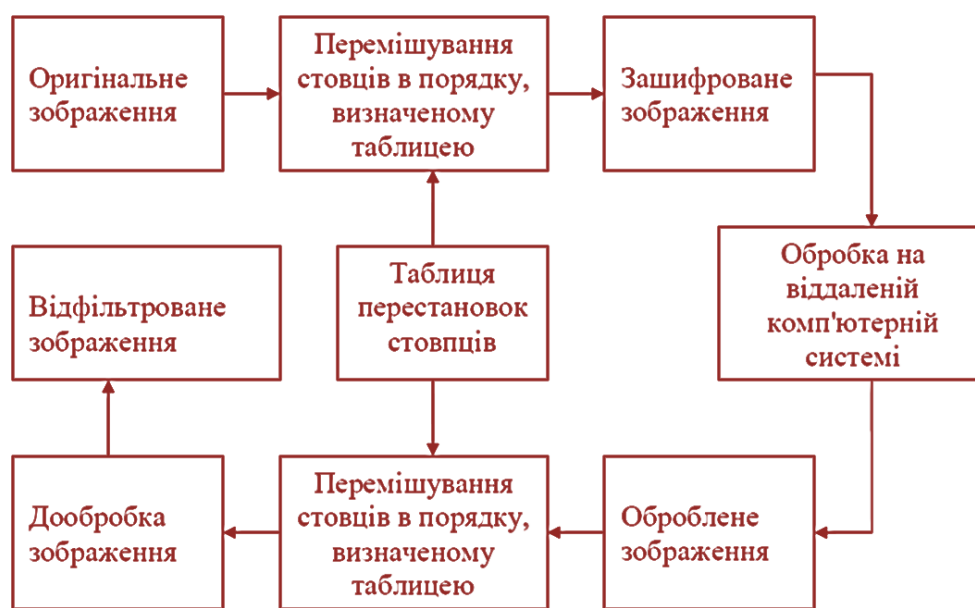 Оригінальне
зображення
Перемішування
стовців в порядку,
визначеному
таблицею
Зашифроване
зображення
Відфільтроване
зображення
Таблиця
перестановок
стовпців
Обробка на
віддаленій
комп'ютерній
системі
Дообробка
зображення
Перемішування
стовців в порядку,
визначеному
таблицею
Оброблене
зображення